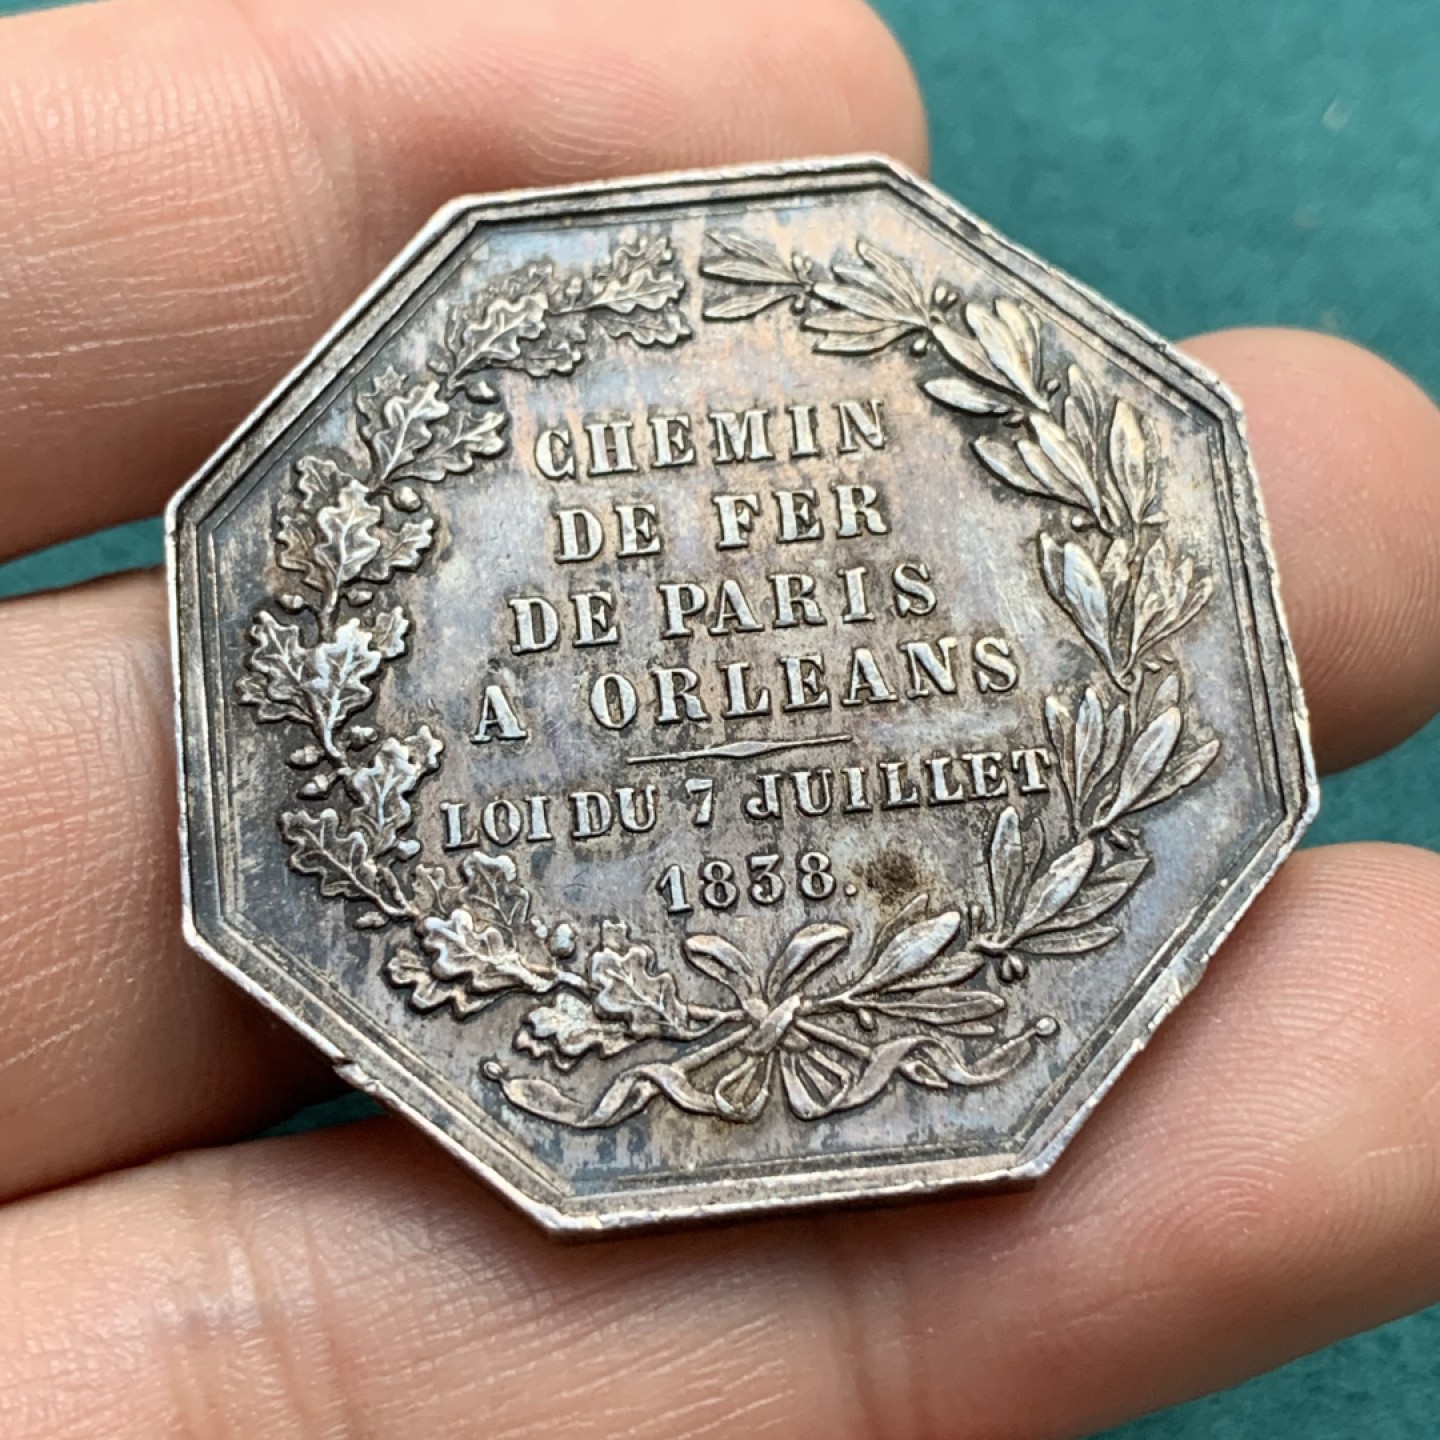 CHEMIN
DE FER
DE PARIS
A ORLEANS
LOI DU 7 JUILLET
1838.